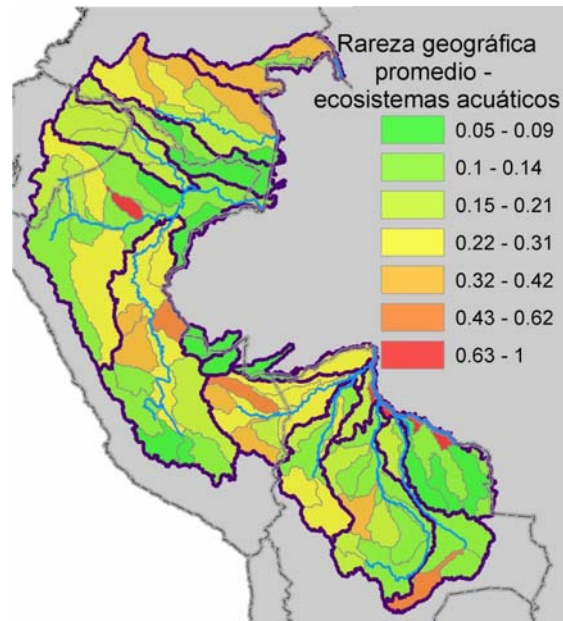 Rareza geográfica
promedio -
ecosistemas acuáticos
0.05 - 0.09
0.1 - 0.14
0.15 - 0.21
0.22 - 0.31
0.32 - 0.42
0.43 - 0.62
0.63 - 1